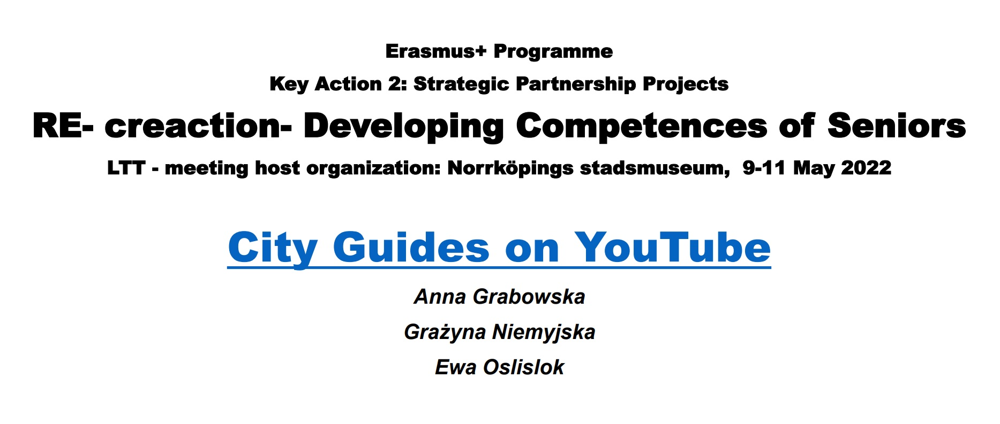 Erasmus+ Programme
Key Action 2: Strategic Partnership Projects
RE- creaction- Developing Competences of Seniors
LTT - meeting host organization: Norrköpings stadsmuseum,  9-11 May 2022
City Guides on YouTube
Anna Grabowska
Grażyna Niemyjska
Ewa Oslislok